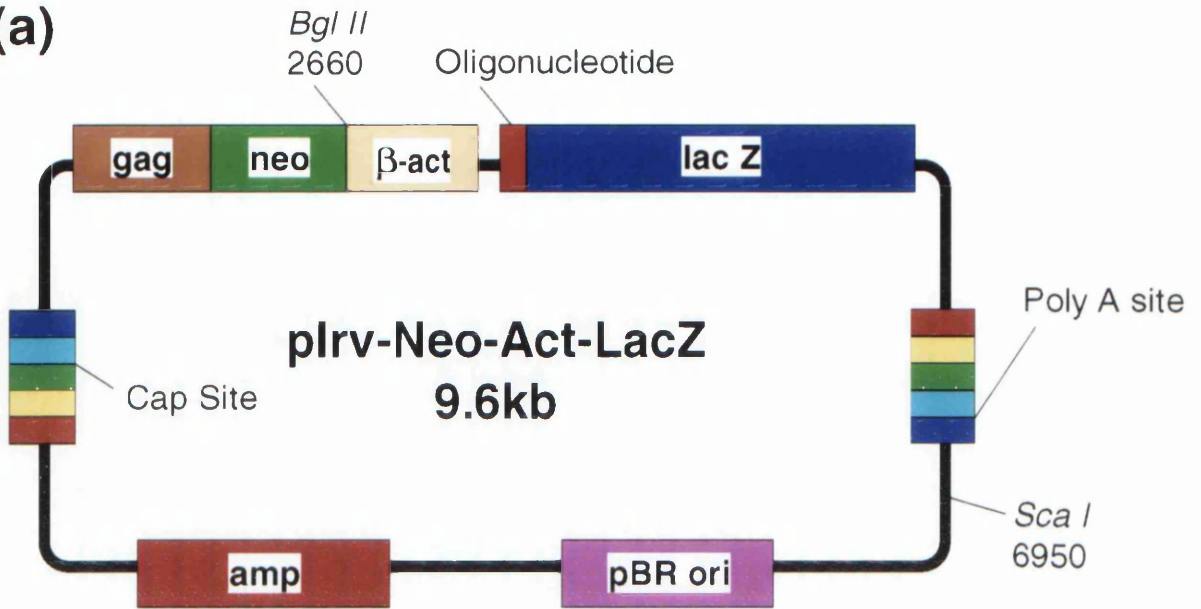 (a)
Bgl II
2660
Oligonucleotide
gag
neo
β-act
lac Z
Poly A site
pIrv-Neo-Act-LacZ
9.6kb
Cap Site
Sca I
6950
amp
pBR ori